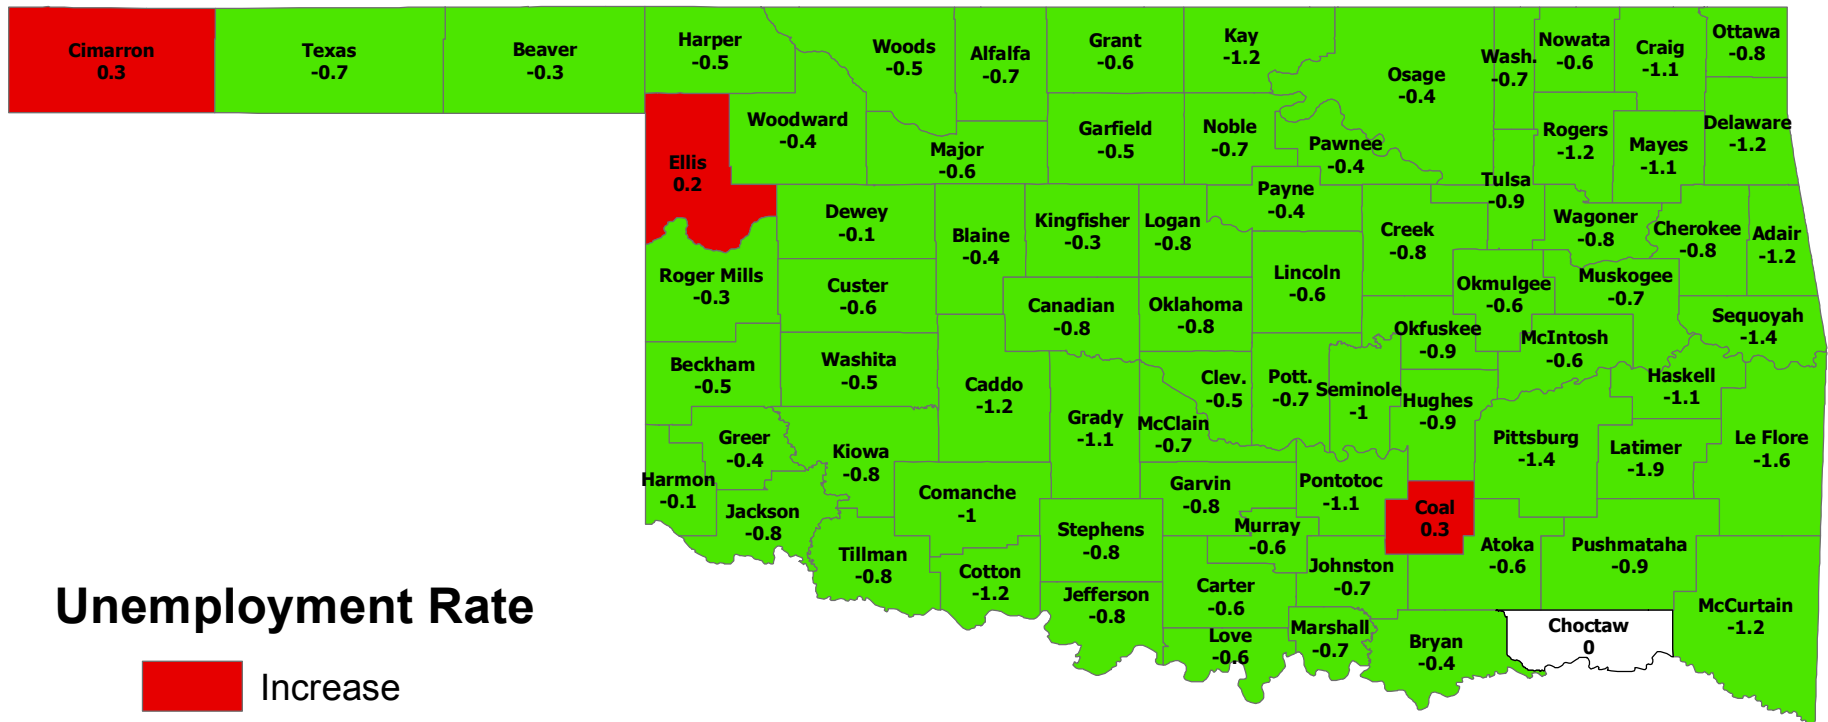 Cimarron
0.3
Texas
-0.7
Beaver
-0.3
Harper
-0.5
Woods
-0.5
Alfalfa
-0.7
Grant
-0.6
Kay
-1.2
Osage
-0.4
Wash.
-0.7
Nowata
-0.6
Craig
-1.1
Ottawa
-0.8
Ellis
0.2
Woodward
-0.4
Major
-0.6
Garfield
-0.5
Noble
-0.7
Pawnee
-0.4
Rogers
-1.2
Mayes
-1.1
Delaware
-1.2
Dewey
-0.1
Blaine
-0.4
Kingfisher
-0.3
Logan
-0.8
Payne
-0.4
Creek
-0.8
Tulsa
-0.9
Wagoner
-0.8
Cherokee
-0.8
Adair
-1.2
Roger Mills
-0.3
Custer
-0.6
Canadian
-0.8
Oklahoma
-0.8
Lincoln
-0.6
Okmulgee
-0.6
Muskogee
-0.7
Sequoyah
-1.4
Beckham
-0.5
Washita
-0.5
Caddo
-1.2
Grady
-1.1
McClain
-0.7
Clev.
-0.5
Pott.
-0.7
Seminole
-1
Okfuskee
-0.9
Hughes
-0.9
McIntosh
-0.6
Haskell
-1.1
Pittsburg
-1.4
Latimer
-1.9
Le Flore
-1.6
Harmon
-0.1
Greer
-0.4
Kiowa
-0.8
Jackson
-0.8
Comanche
-1
Tillman
-0.8
Cotton
-1.2
Stephens
-0.8
Jefferson
-0.8
Garvin
-0.8
Murray
-0.6
Carter
-0.6
Love
-0.6
Pontotoc
-1.1
Johnston
-0.7
Marshall
-0.7
Coal
0.3
Atoka
-0.6
Bryan
-0.4
Pushmataha
-0.9
Choctaw
0
McCurtain
-1.2
Unemployment Rate
Increase